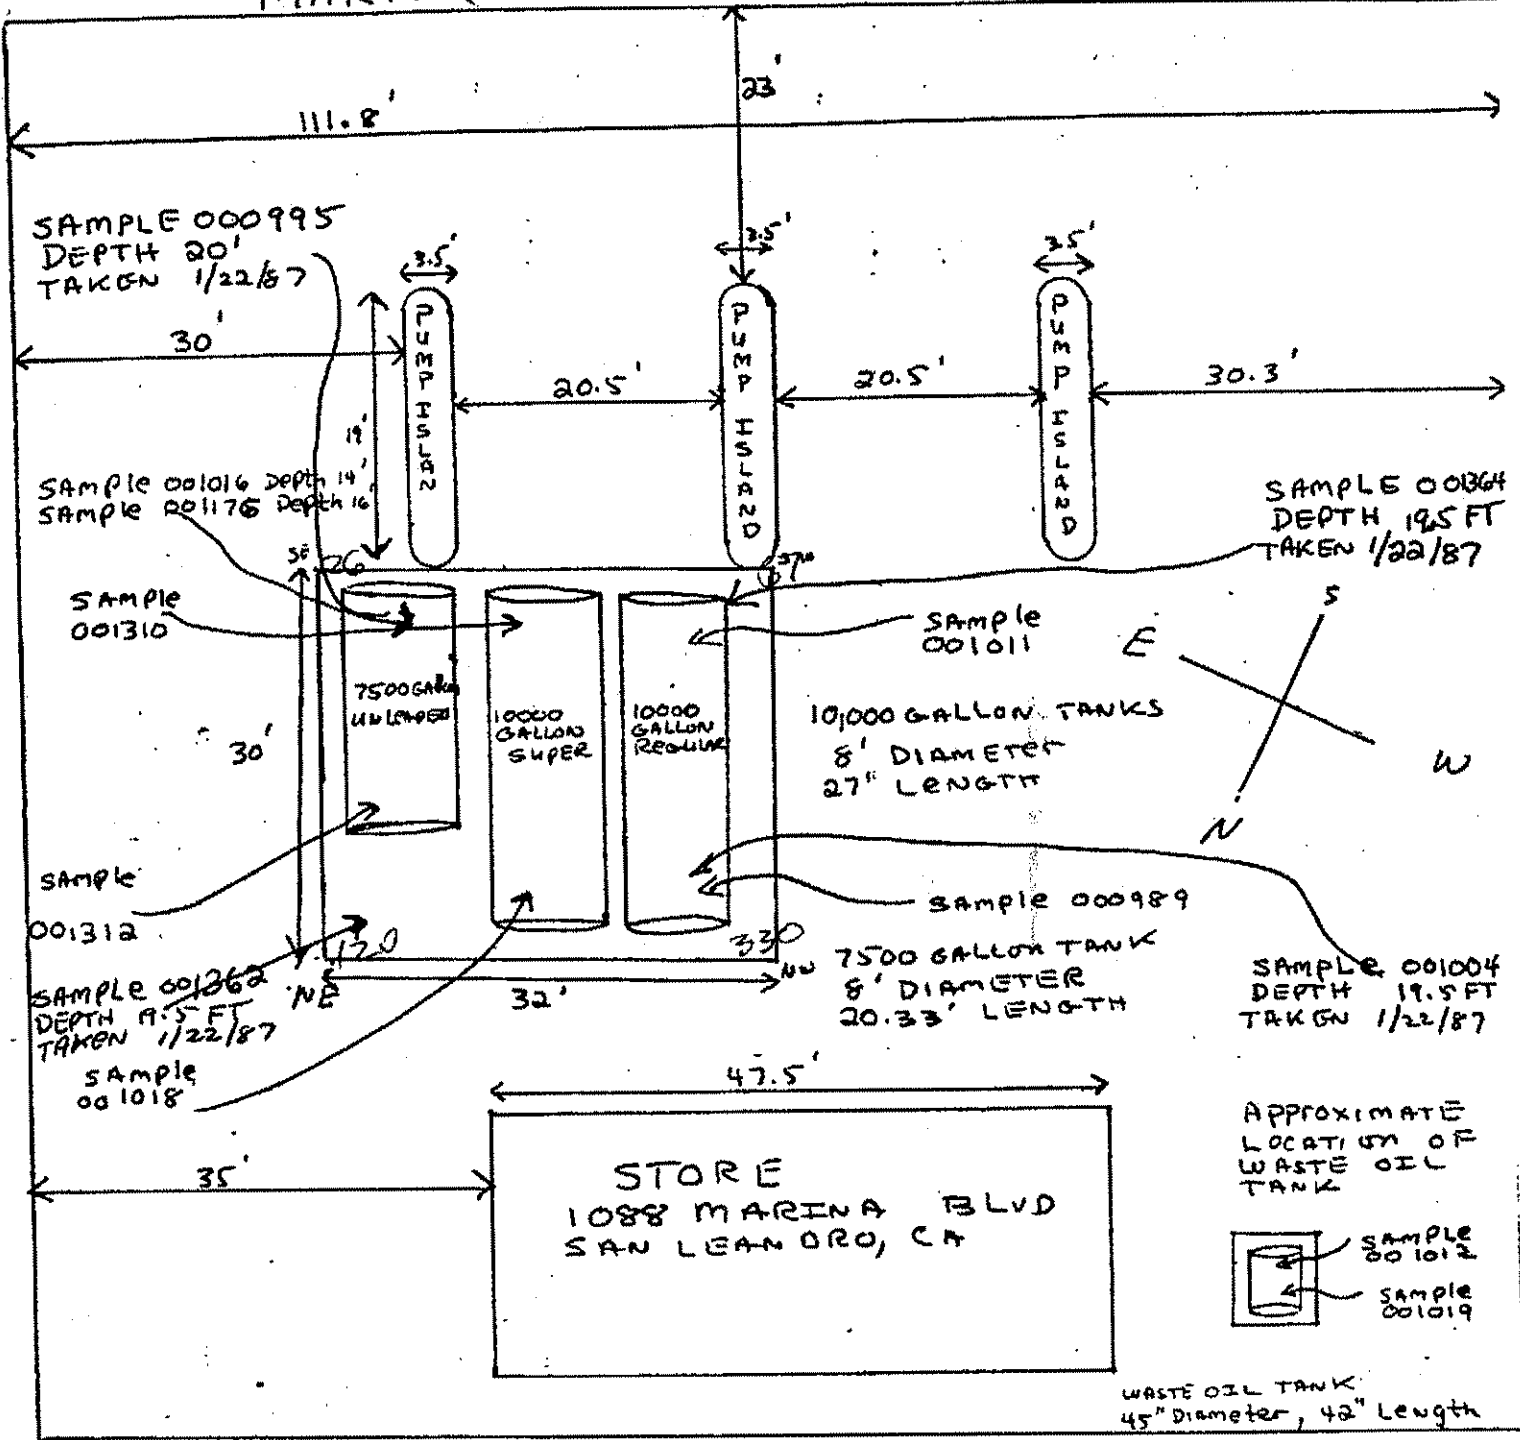 111.8'
23'
SAMPLE 000995
DEPTH 20'
TAKEN 1/22/87
3.5'
3.5'
3.5'
30'
PUMP ISLAN
PUMP ISLAND
PUMP ISLAND
20.5'
20.5'
30.3'
19'
SAmple 001016 Depth 14'
SAmple 001176 Depth 16'
SAMPLE 001364
DEPTH 19.5 FT
TAKEN 1/22/87
SE
26
SW
SAmple
001310
SAmple
001011
S
E
W
N
7500 GALLON
UNLEADED
10000
GALLON
SUPER
10000
GALLON
REGULAR
10,000 GALLON TANKS
8' DIAMETER
27" LENGTH
30'
SAmple
001312
SAmple 000989
120
330
NE
NW
32'
7500 GALLON TANK
8' DIAMETER
20.33' LENGTH
SAMPLE 001362
DEPTH 19.5 FT
TAKEN 1/22/87
SAMPLE 001004
DEPTH 19.5 FT
TAKEN 1/22/87
SAmple
001018
47.5'
35'
STORE
1088 MARINA BLVD
SAN LEANDRO, CA
APPROXIMATE
LOCATION OF
WASTE OIL
TANK
SAMPLE
001012
SAmple
001019
WASTE OIL TANK
45" Diameter, 42" Length